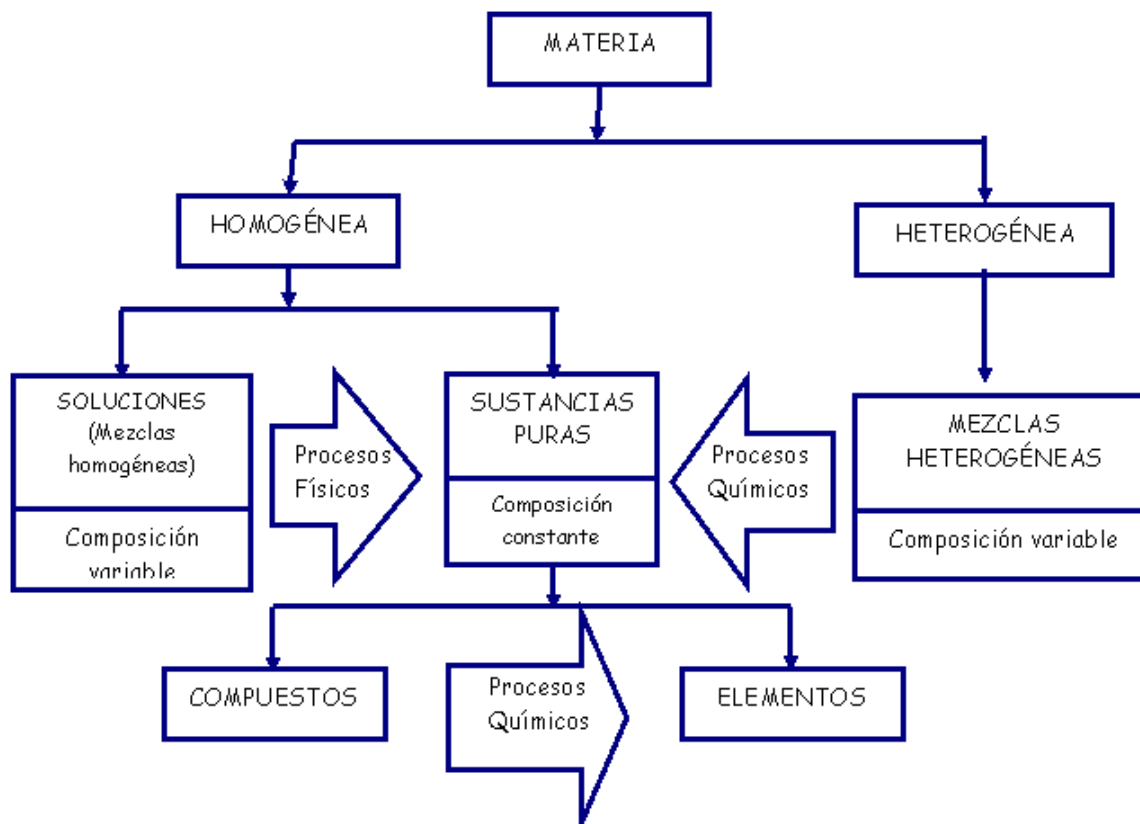 MATERIA
HOMOGÉNEA
HETEROGÉNEA
SOLUCIONES
(Mezclas
homogéneas)
Composición
variable
Procesos
Físicos
SUSTANCIAS
PURAS
Composición
constante
Procesos
Químicos
MEZCLAS
HETEROGÉNEAS
Composición variable
COMPUESTOS
Procesos
Químicos
ELEMENTOS